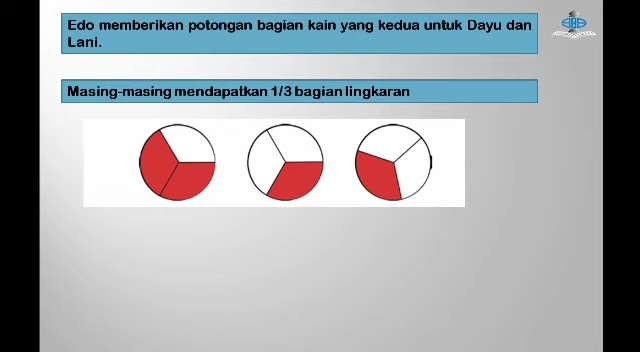 Edo memberikan potongan bagian kain yang kedua untuk Dayu dan
Lani.
Masing-masing mendapatkan 1/3 bagian lingkaran